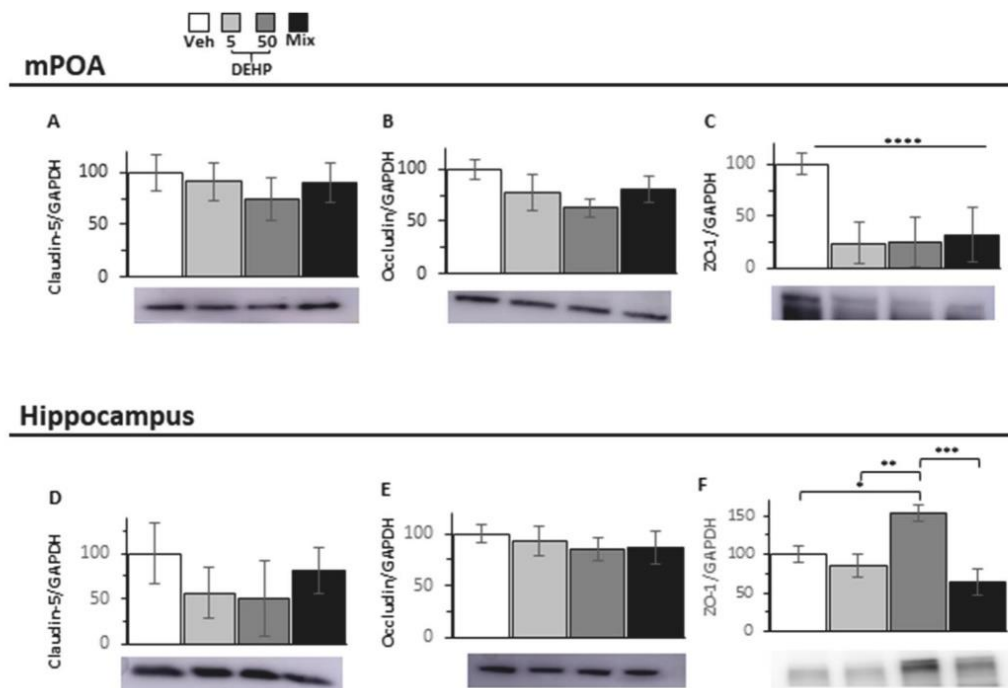 Veh 5 50 Mix
DEHP
mPOA
A
Claudin-5/GAPDH
100
50
0
B
Occludin/GAPDH
100
50
0
C
ZO-1/GAPDH
100
50
0
****
Hippocampus
D
Claudin-5/GAPDH
100
50
0
E
Occludin/GAPDH
100
50
0
F
ZO-1/GAPDH
150
100
50
0
*
**
***